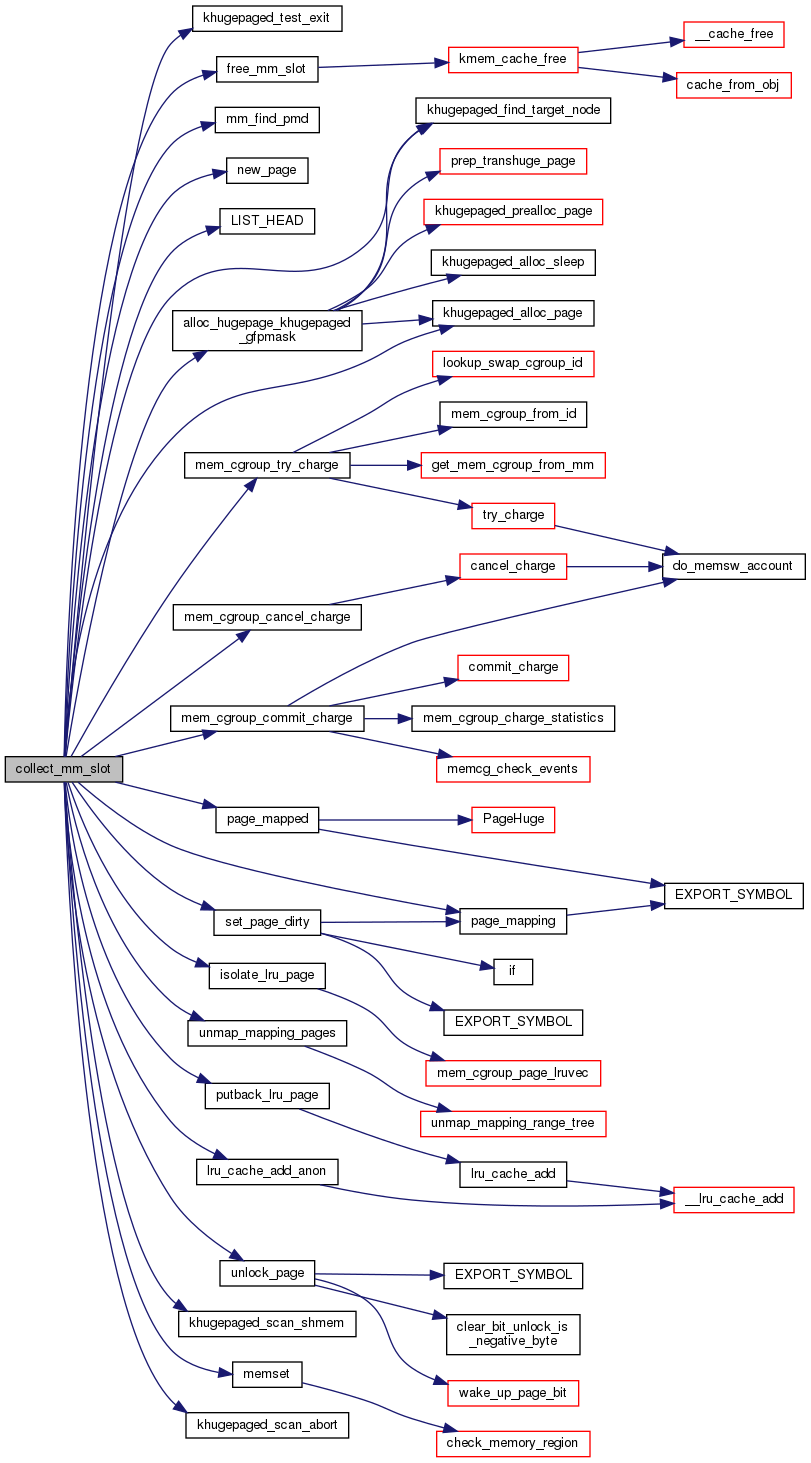 khugepaged_test_exit
__cache_free
kmem_cache_free
free_mm_slot
cache_from_obj
khugepaged_find_target_node
mm_find_pmd
prep_transhuge_page
new_page
khugepaged_prealloc_page
LIST_HEAD
khugepaged_alloc_sleep
khugepaged_alloc_page
alloc_hugepage_khugepaged
_gfpmask
lookup_swap_cgroup_id
mem_cgroup_from_id
mem_cgroup_try_charge
get_mem_cgroup_from_mm
try_charge
cancel_charge
do_memsw_account
mem_cgroup_cancel_charge
commit_charge
mem_cgroup_commit_charge
mem_cgroup_charge_statistics
collect_mm_slot
memcg_check_events
page_mapped
PageHuge
EXPORT_SYMBOL
set_page_dirty
page_mapping
isolate_lru_page
if
EXPORT_SYMBOL
unmap_mapping_pages
mem_cgroup_page_lruvec
putback_lru_page
unmap_mapping_range_tree
lru_cache_add_anon
lru_cache_add
__lru_cache_add
unlock_page
EXPORT_SYMBOL
khugepaged_scan_shmem
clear_bit_unlock_is
_negative_byte
memset
wake_up_page_bit
khugepaged_scan_abort
check_memory_region